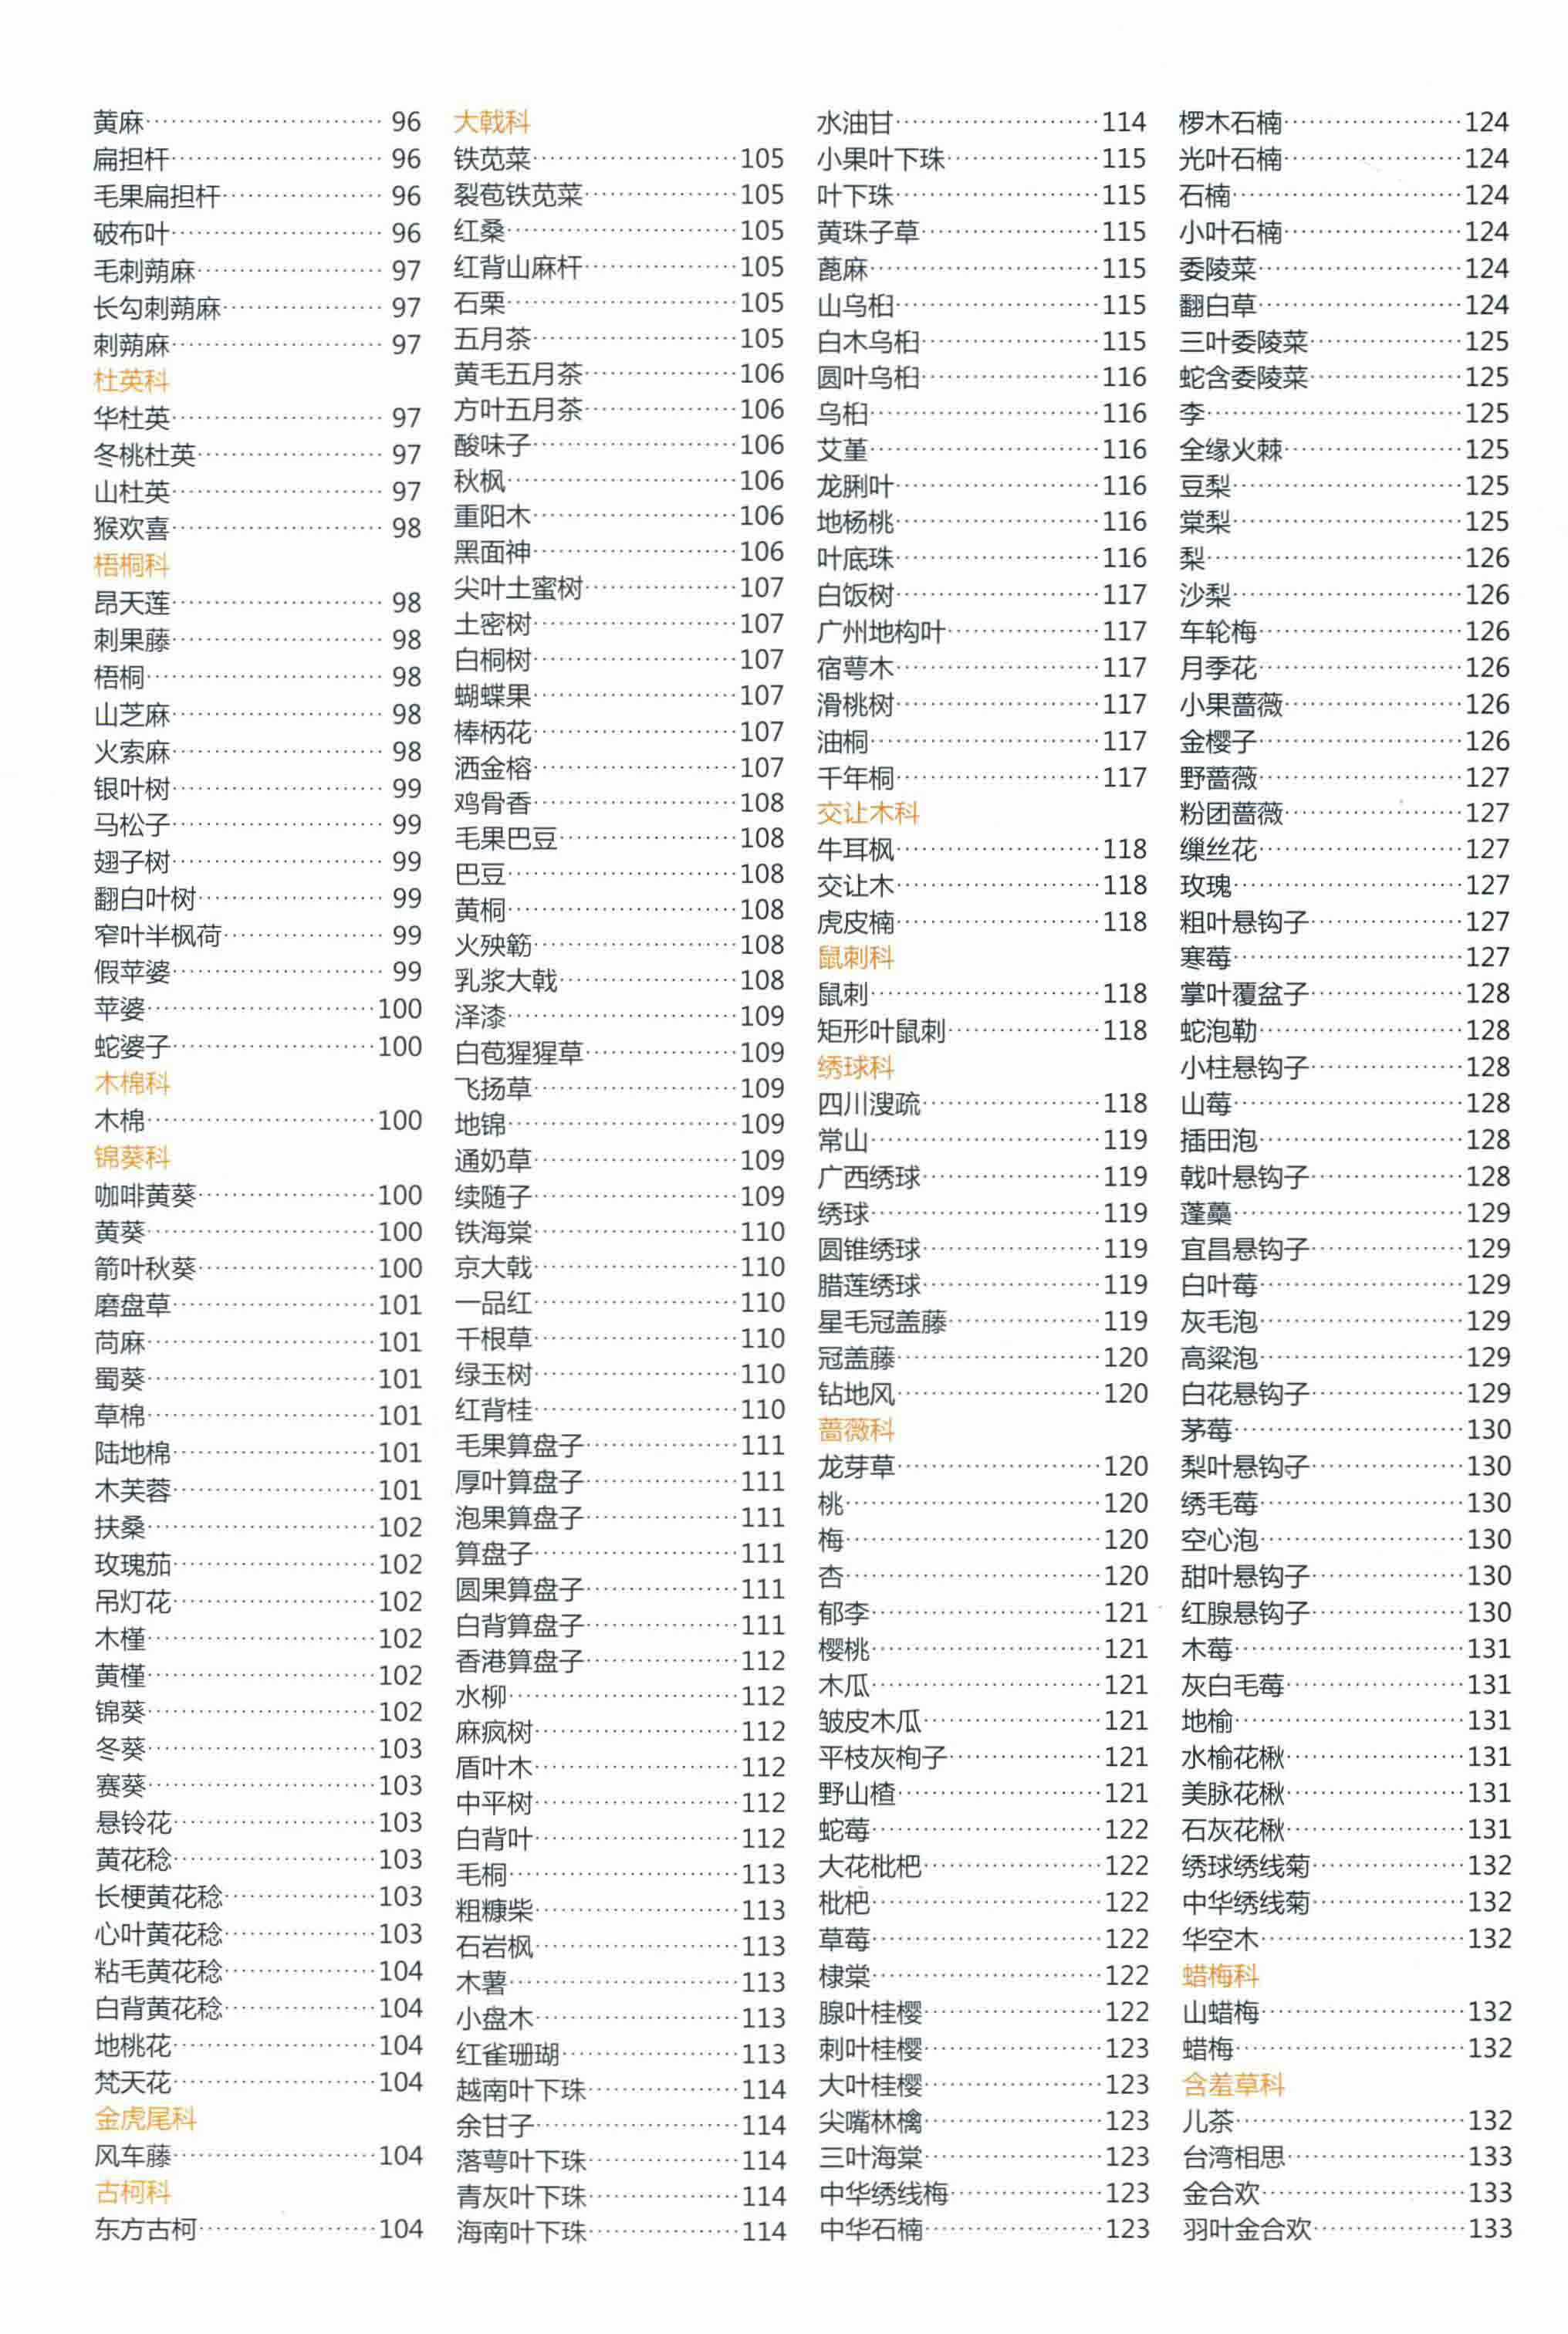 黄麻 96
扁担杆 96
毛果扁担杆 96
破布叶 96
毛刺蒴麻 97
长勾刺蒴麻 97
刺蒴麻 97
杜英科
华杜英 97
冬桃杜英 97
山杜英 97
猴欢喜 98
梧桐科
昂天莲 98
刺果藤 98
梧桐 98
山芝麻 98
火索麻 98
银叶树 99
马松子 99
翅子树 99
翻白叶树 99
窄叶半枫荷 99
假苹婆 99
苹婆 100
蛇婆子 100
木棉科
木棉 100
锦葵科
咖啡黄葵 100
黄葵 100
箭叶秋葵 100
磨盘草 101
苘麻 101
蜀葵 101
草棉 101
陆地棉 101
木芙蓉 101
扶桑 102
玫瑰茄 102
吊灯花 102
木槿 102
黄槿 102
锦葵 102
冬葵 103
赛葵 103
悬铃花 103
黄花稔 103
长梗黄花稔 103
心叶黄花稔 103
粘毛黄花稔 104
白背黄花稔 104
地桃花 104
梵天花 104
金虎尾科
风车藤 104
古柯科
东方古柯 104
大戟科
铁苋菜 105
裂苞铁苋菜 105
红桑 105
红背山麻杆 105
石栗 105
五月茶 105
黄毛五月茶 106
方叶五月茶 106
酸味子 106
秋枫 106
重阳木 106
黑面神 106
尖叶土蜜树 107
土密树 107
白桐树 107
蝴蝶果 107
棒柄花 107
洒金榕 107
鸡骨香 108
毛果巴豆 108
巴豆 108
黄桐 108
火殃簕 108
乳浆大戟 108
泽漆 109
白苞猩猩草 109
飞扬草 109
地锦 109
通奶草 109
续随子 109
铁海棠 110
京大戟 110
一品红 110
千根草 110
绿玉树 110
红背桂 110
毛果算盘子 111
厚叶算盘子 111
泡果算盘子 111
算盘子 111
圆果算盘子 111
白背算盘子 111
香港算盘子 112
水柳 112
麻疯树 112
盾叶木 112
中平树 112
白背叶 112
毛桐 113
粗糠柴 113
石岩枫 113
木薯 113
小盘木 113
红雀珊瑚 113
越南叶下珠 114
余甘子 114
落萼叶下珠 114
青灰叶下珠 114
海南叶下珠 114
水油甘 114
小果叶下珠 115
叶下珠 115
黄珠子草 115
蓖麻 115
山乌桕 115
白木乌桕 115
圆叶乌桕 116
乌桕 116
艾堇 116
龙脷叶 116
地杨桃 116
叶底珠 116
白饭树 117
广州地构叶 117
宿萼木 117
滑桃树 117
油桐 117
千年桐 117
交让木科
牛耳枫 118
交让木 118
虎皮楠 118
鼠刺科
鼠刺 118
矩形叶鼠刺 118
绣球科
四川溲疏 118
常山 119
广西绣球 119
绣球 119
圆锥绣球 119
腊莲绣球 119
星毛冠盖藤 119
冠盖藤 120
钻地风 120
蔷薇科
龙芽草 120
桃 120
梅 120
杏 120
郁李 121
樱桃 121
木瓜 121
皱皮木瓜 121
平枝灰栒子 121
野山楂 121
蛇莓 122
大花枇杷 122
枇杷 122
草莓 122
棣棠 122
腺叶桂樱 122
刺叶桂樱 123
大叶桂樱 123
尖嘴林檎 123
三叶海棠 123
中华绣线梅 123
中华石楠 123
椤木石楠 124
光叶石楠 124
石楠 124
小叶石楠 124
委陵菜 124
翻白草 124
三叶委陵菜 125
蛇含委陵菜 125
李 125
全缘火棘 125
豆梨 125
棠梨 125
梨 126
沙梨 126
车轮梅 126
月季花 126
小果蔷薇 126
金樱子 126
野蔷薇 127
粉团蔷薇 127
缫丝花 127
玫瑰 127
粗叶悬钩子 127
寒莓 127
掌叶覆盆子 128
蛇泡勒 128
小柱悬钩子 128
山莓 128
插田泡 128
戟叶悬钩子 128
蓬蘽 129
宜昌悬钩子 129
白叶莓 129
灰毛泡 129
高粱泡 129
白花悬钩子 129
茅莓 130
梨叶悬钩子 130
绣毛莓 130
空心泡 130
甜叶悬钩子 130
红腺悬钩子 130
木莓 131
灰白毛莓 131
地榆 131
水榆花楸 131
美脉花楸 131
石灰花楸 131
绣球绣线菊 132
中华绣线菊 132
华空木 132
蜡梅科
山蜡梅 132
蜡梅 132
含羞草科
儿茶 132
台湾相思 133
金合欢 133
羽叶金合欢 133